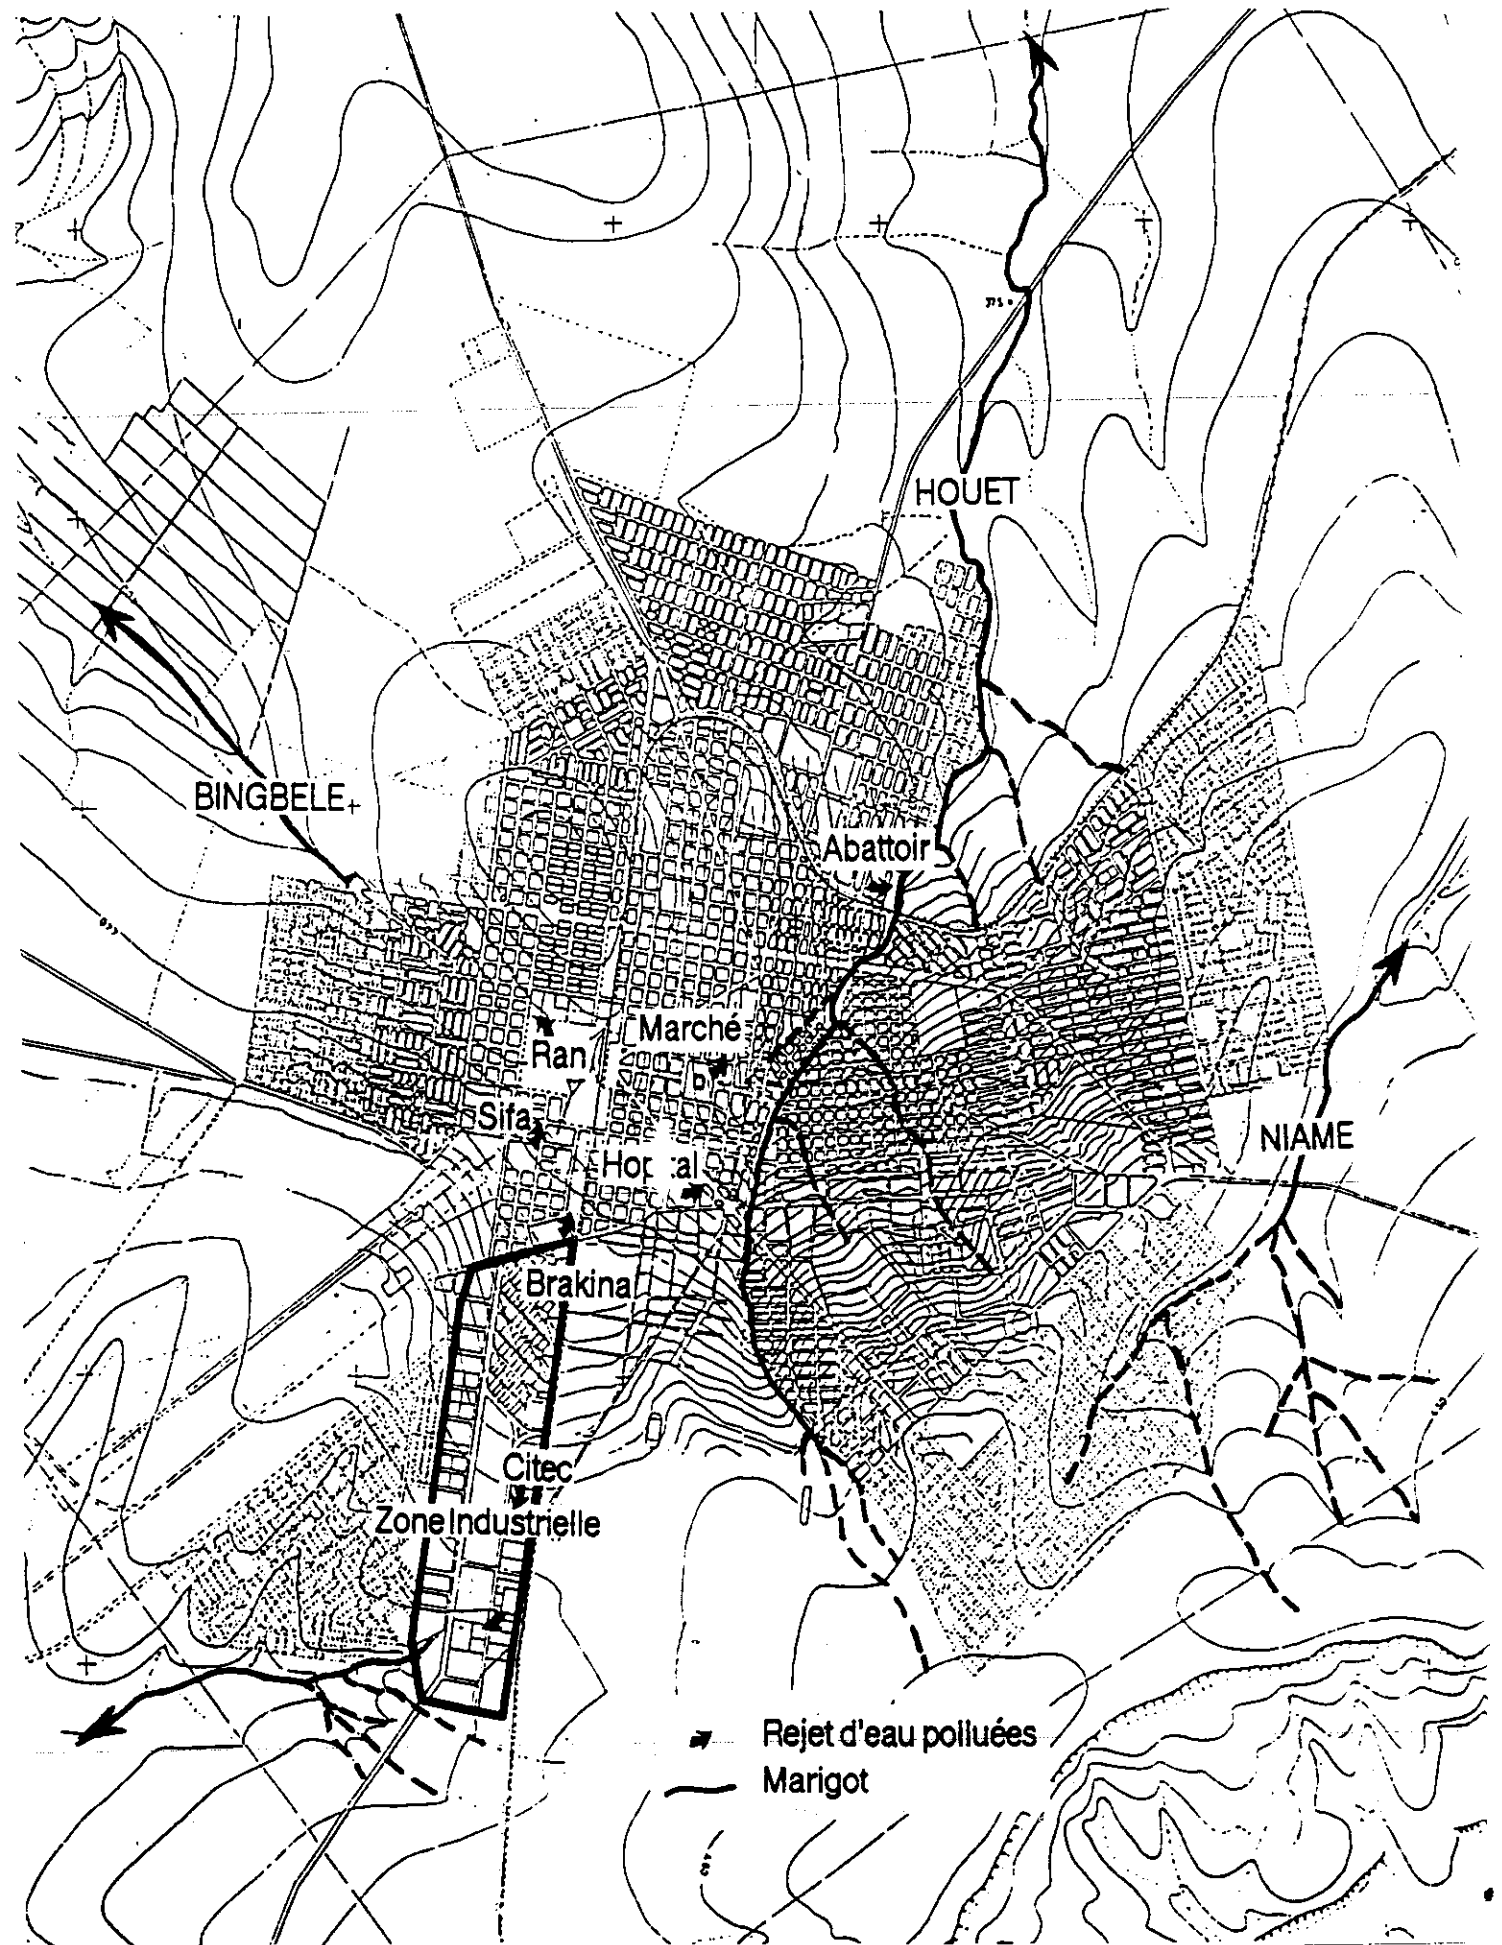 HOUET
BINGBELE
Abattoir
Marché
Ran
Sifa
NIAME
Brakina
Citec
Zone Industrielle
Rejet d'eau polluées
Marigot